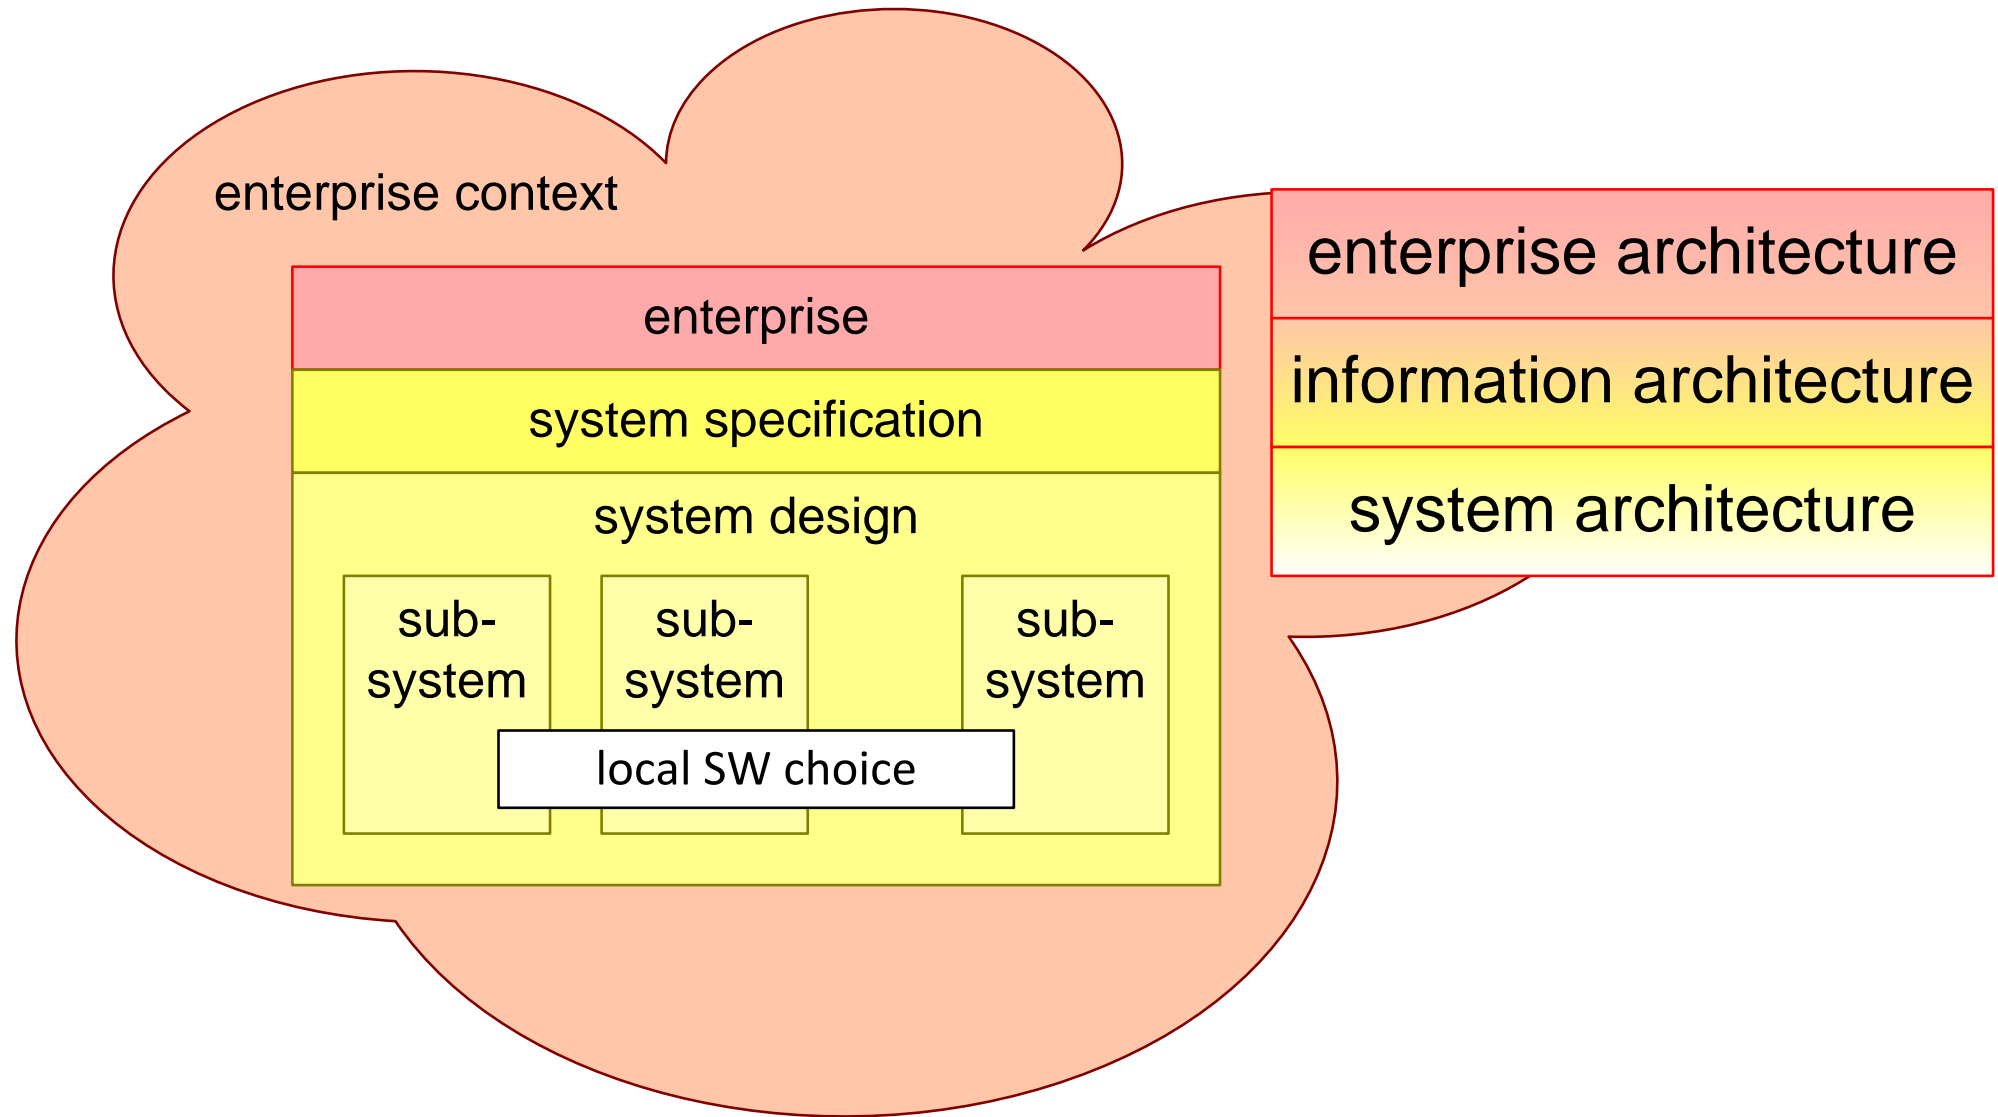 enterprise context
enterprise
system specification
system design
sub-
system
sub-
system
sub-
system
local SW choice
enterprise architecture
information architecture
system architecture